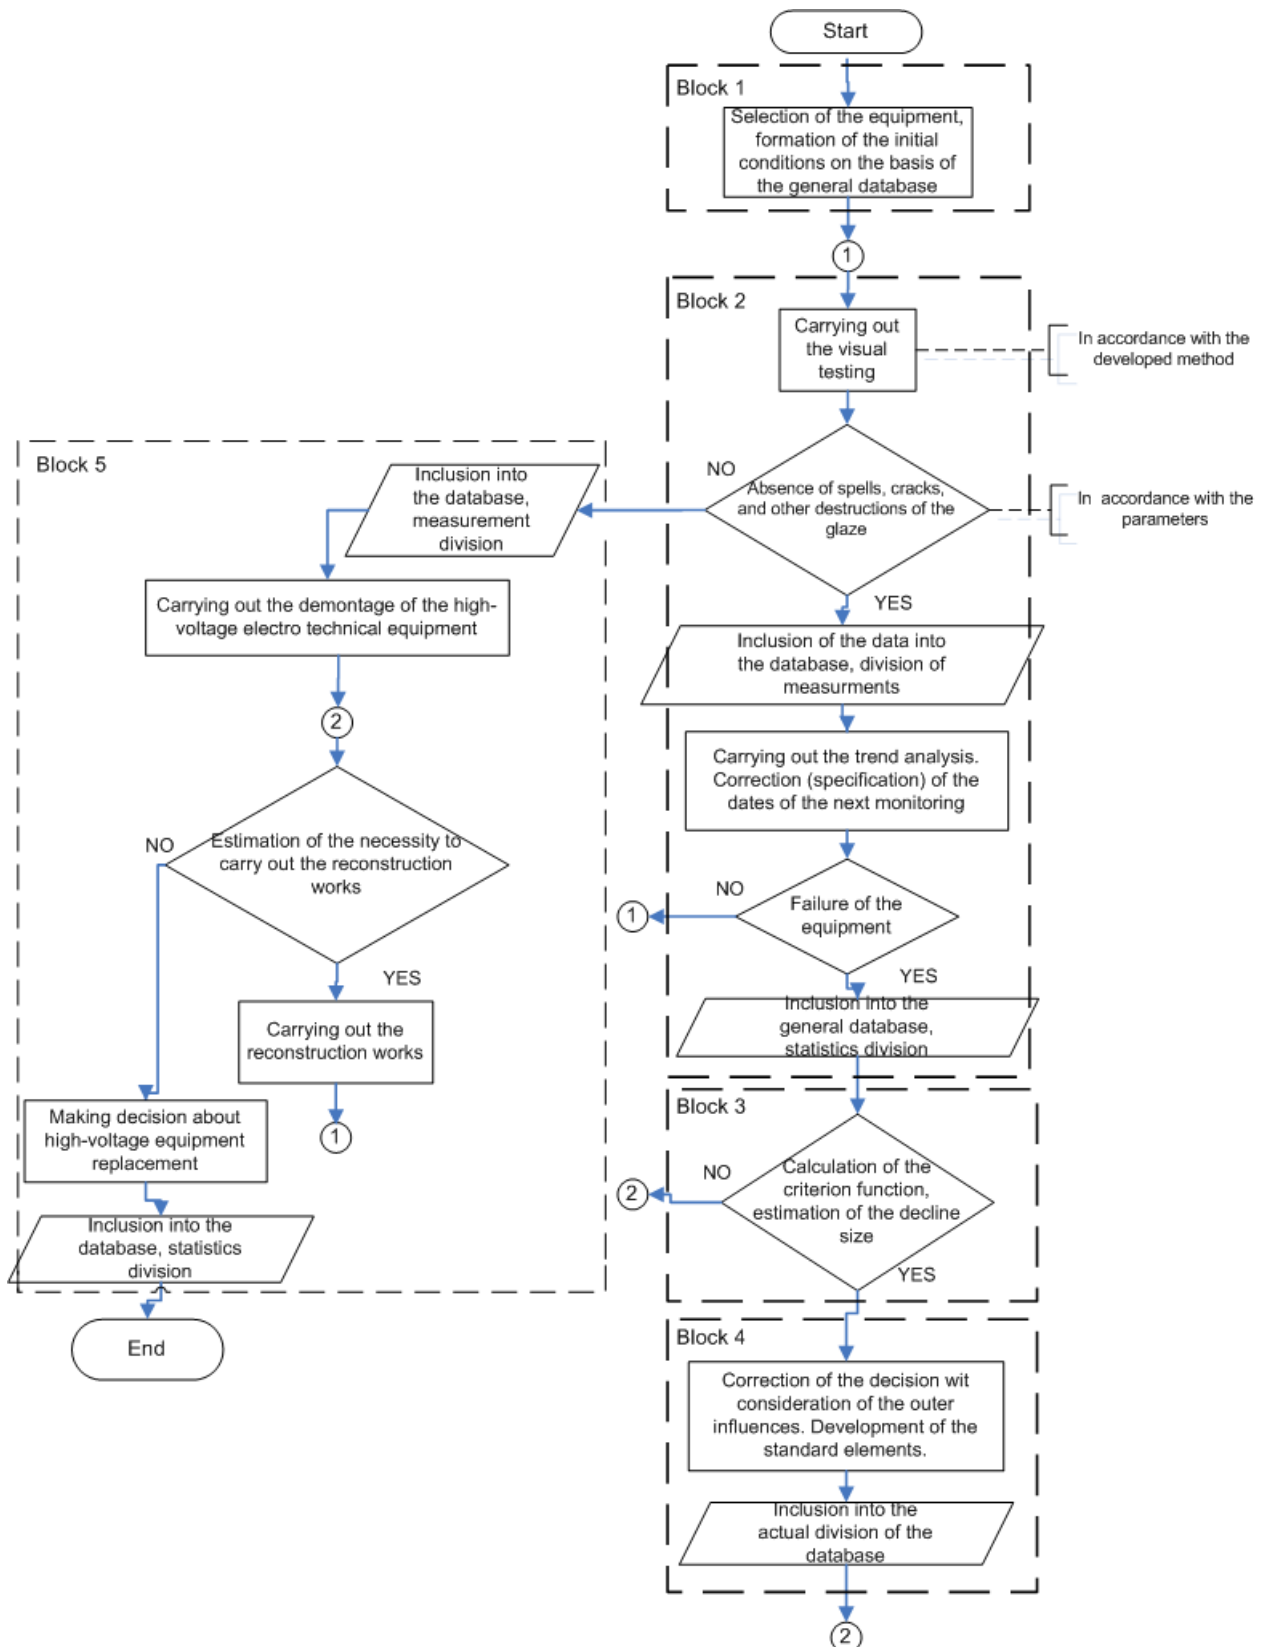 Start
Block 1
Selection of the equipment,
formation of the initial
conditions on the basis of
the general database
1
Block 2
Carrying out
the visual
testing
In accordance with the
developed method
NO
Absence of spells, cracks,
and other destructions of the
glaze
In accordance with the
parameters
YES
Inclusion of the data into
the database, division of
measurments
Carrying out the trend analysis.
Correction (specification) of the
dates of the next monitoring
NO
Failure of the
equipment
1
YES
Inclusion into the
general database,
statistics division
Block 3
NO
Calculation of the
criterion function,
estimation of the decline
size
2
YES
Block 4
Correction of the decision wit
consideration of the outer
influences. Development of the
standard elements.
Inclusion into the
actual division of the
database
2
Block 5
Inclusion into
the database,
measurement
division
Carrying out the demontage of the high-
voltage electro technical equipment
2
NO
Estimation of the necessity to
carry out the reconstruction
works
YES
Carrying out the
reconstruction works
1
Making decision about
high-voltage equipment
replacement
Inclusion into the
database, statistics
division
End